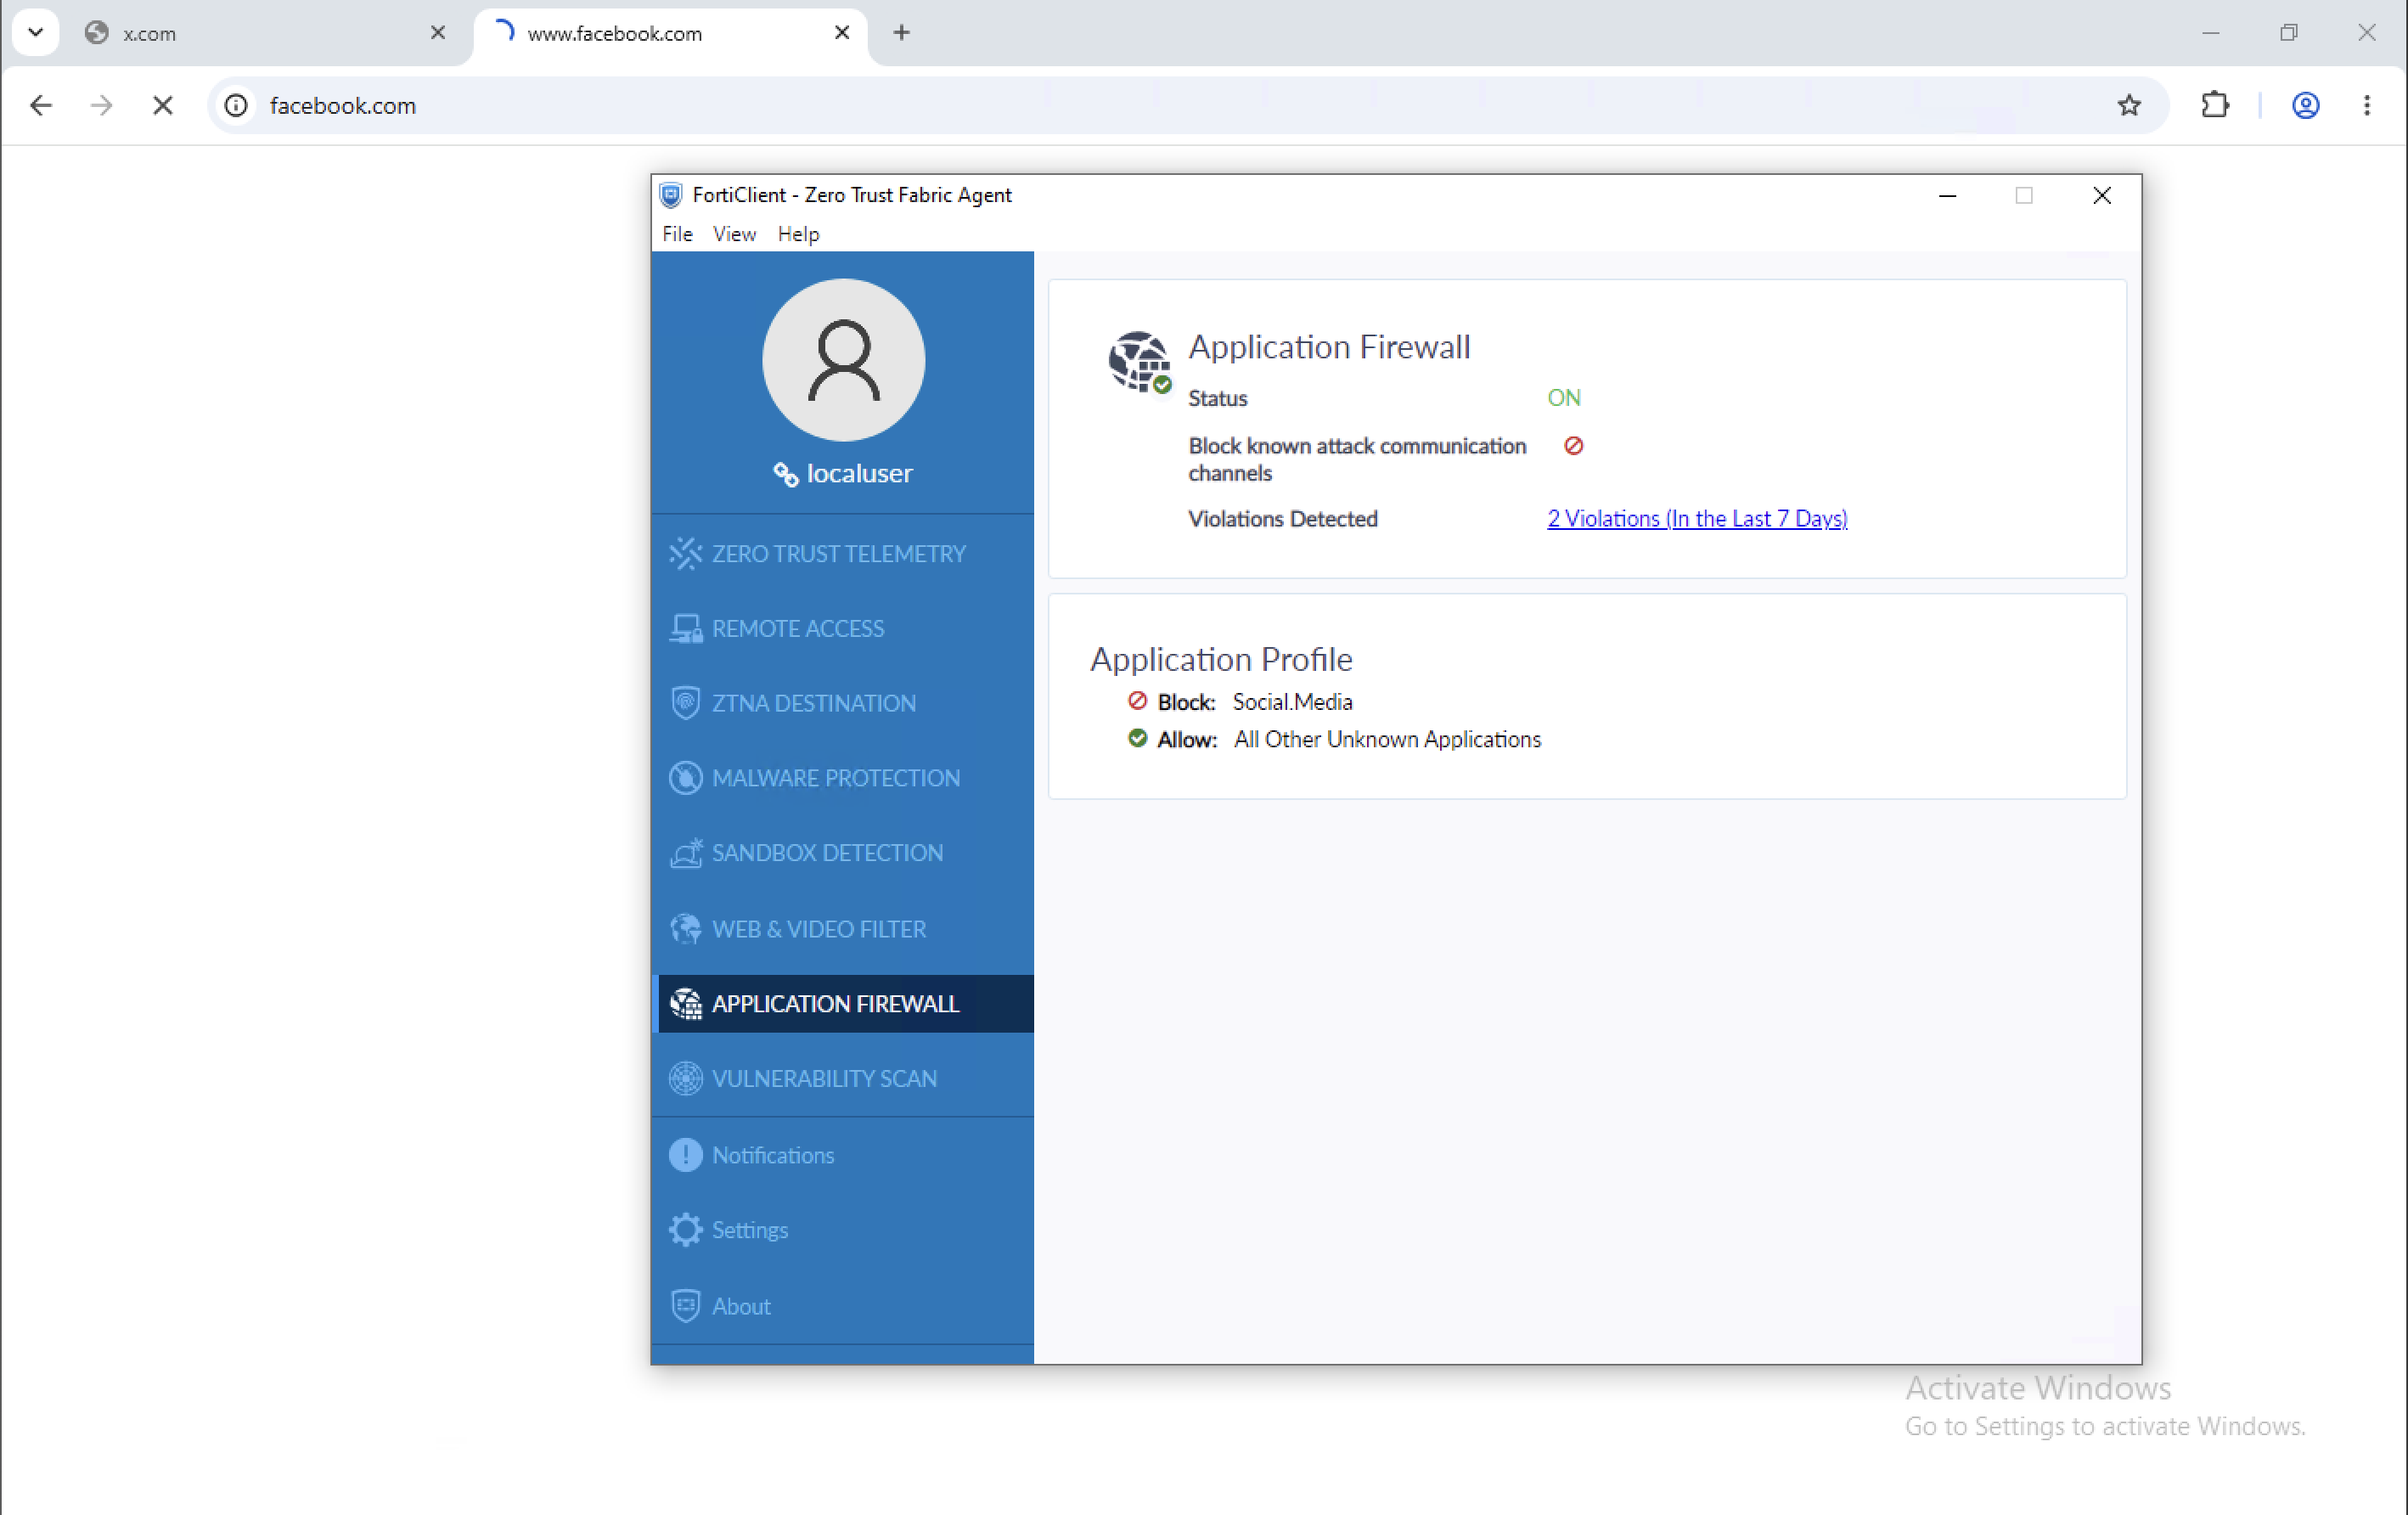 x.com
www.facebook.com
facebook.com
FortiClient - Zero Trust Fabric Agent
File View Help
localuser
ZERO TRUST TELEMETRY
REMOTE ACCESS
ZTNA DESTINATION
MALWARE PROTECTION
SANDBOX DETECTION
WEB & VIDEO FILTER
APPLICATION FIREWALL
VULNERABILITY SCAN
Notifications
Settings
About
Application Firewall
Status ON
Block known attack communication
channels
Violations Detected 2 Violations (In the Last 7 Days)
Application Profile
Block: Social.Media
Allow: All Other Unknown Applications
Activate Windows
Go to Settings to activate Windows.